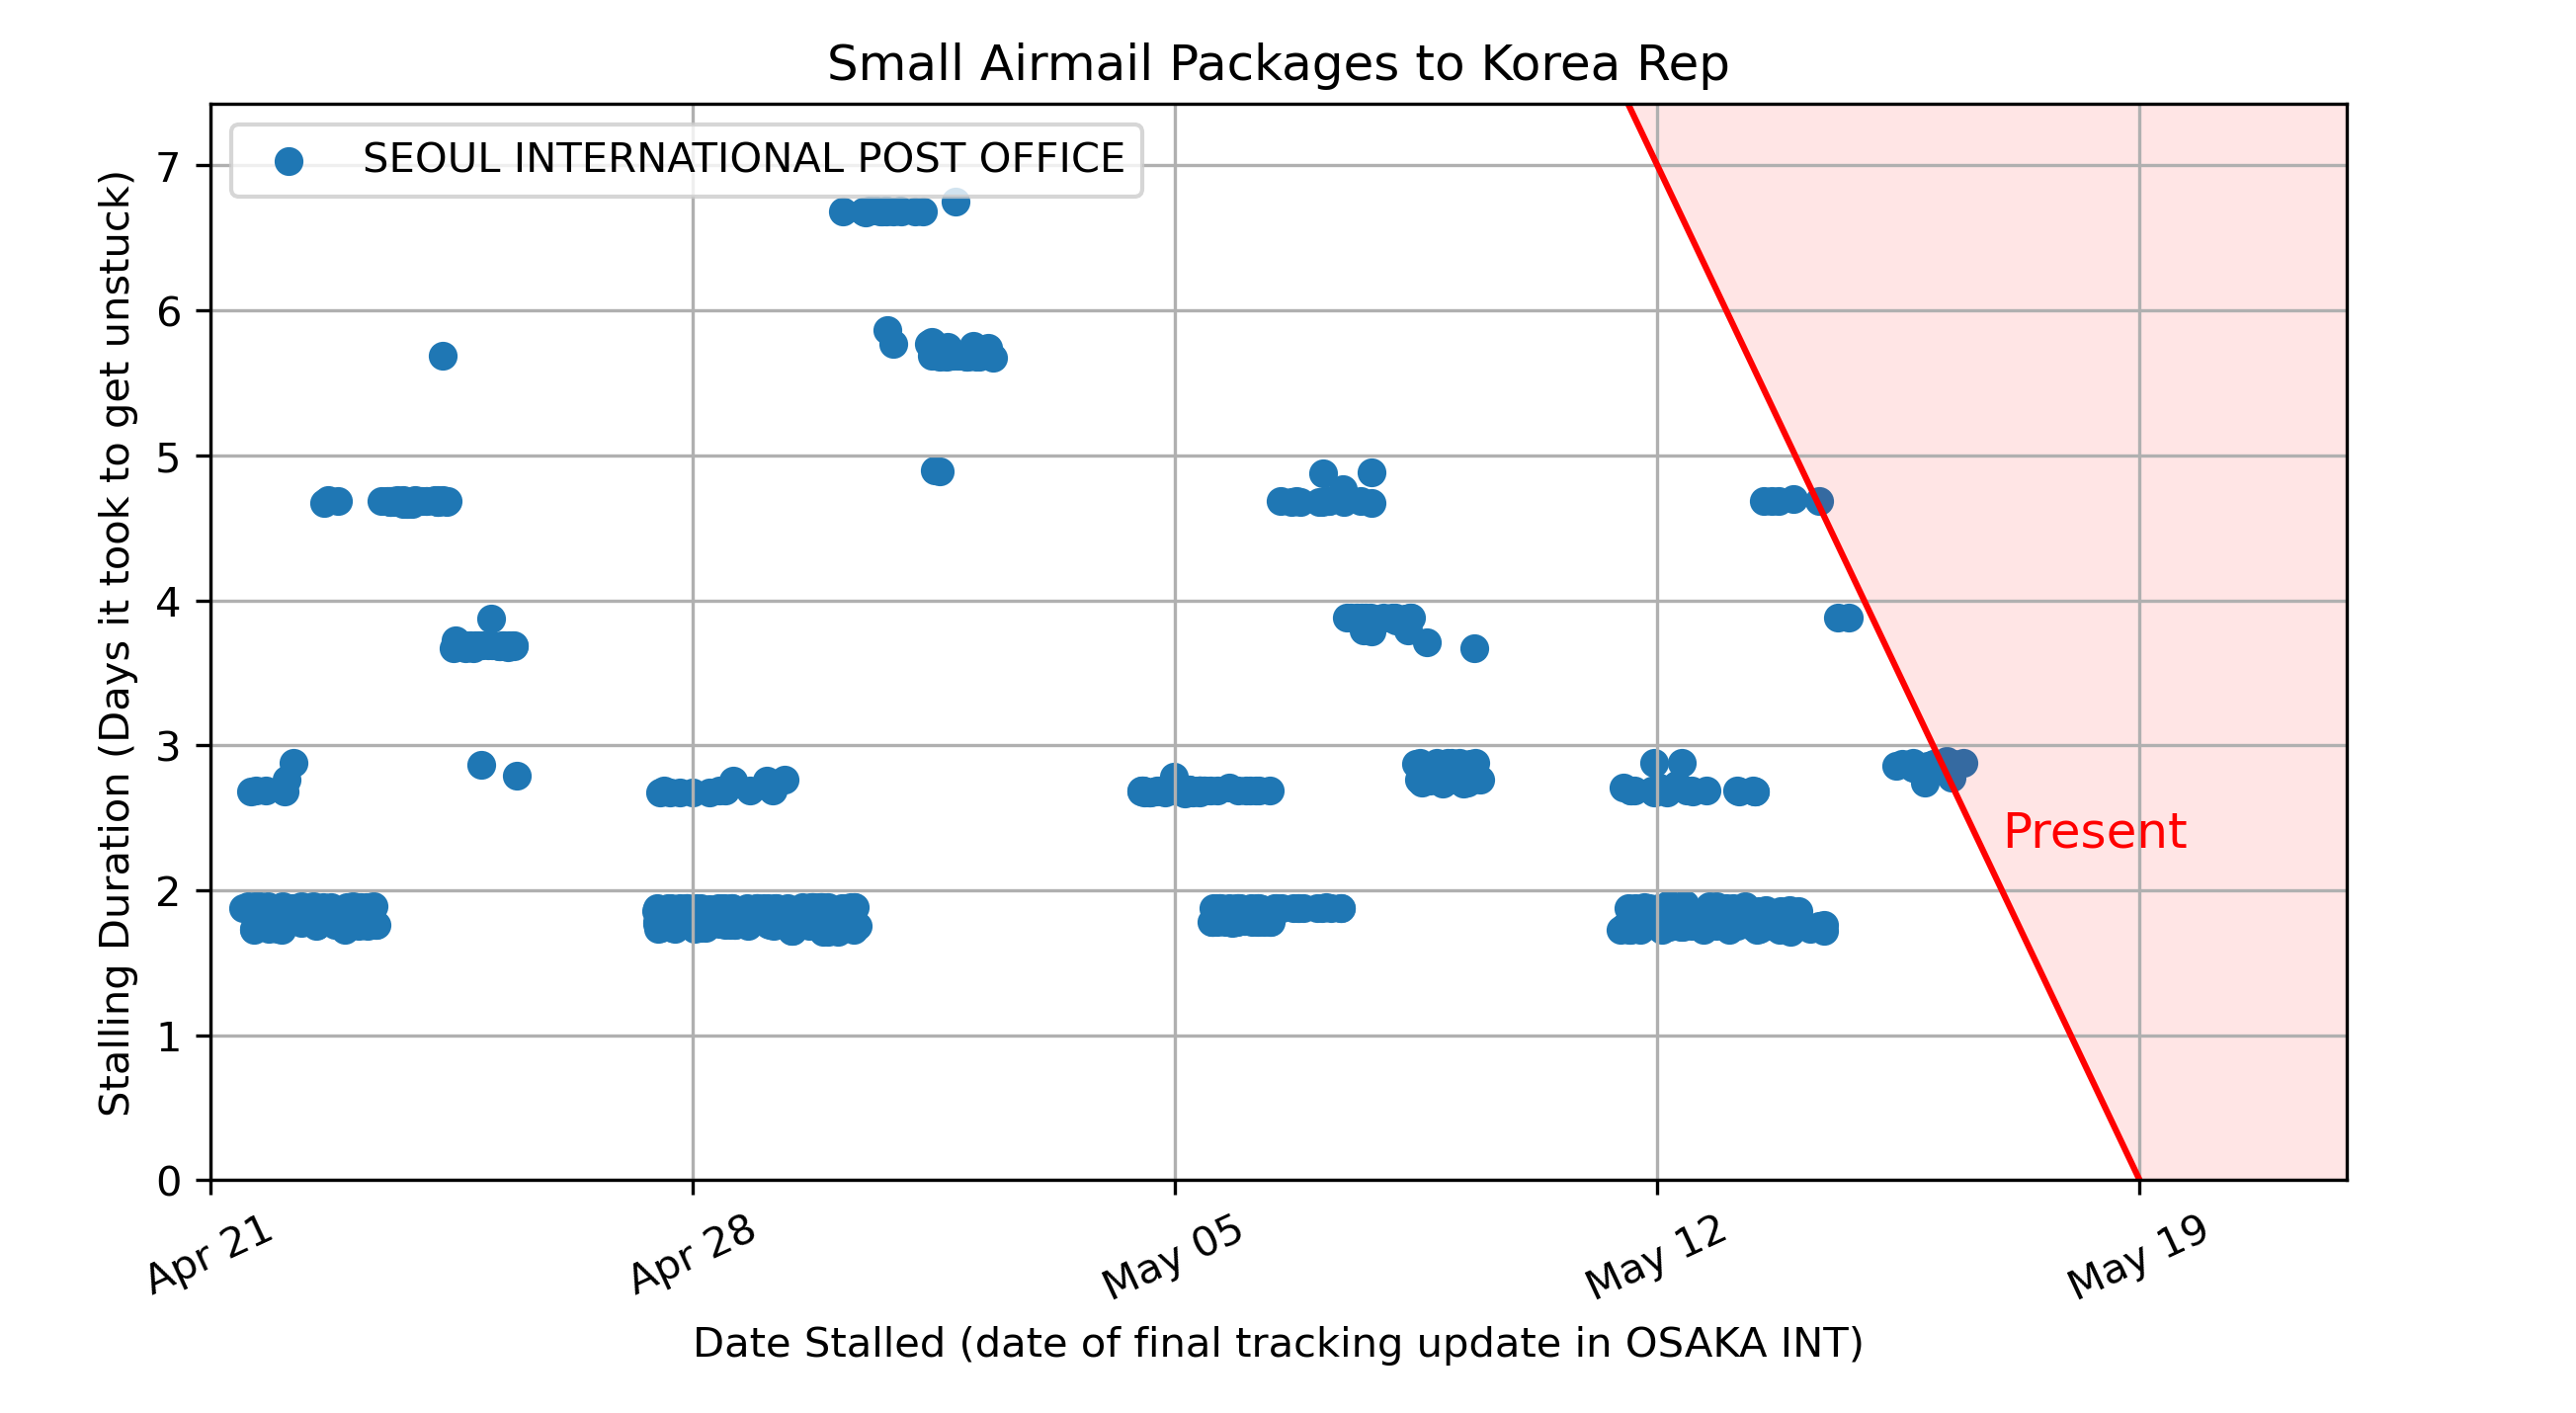 Small Airmail Packages to Korea Rep
SEOUL INTERNATIONAL POST OFFICE
Stalling Duration (Days it took to get unstuck)
7
6
5
4
3
2
1
0
Present
Apr 21
Apr 28
May 05
May 12
May 19
Date Stalled (date of final tracking update in OSAKA INT)